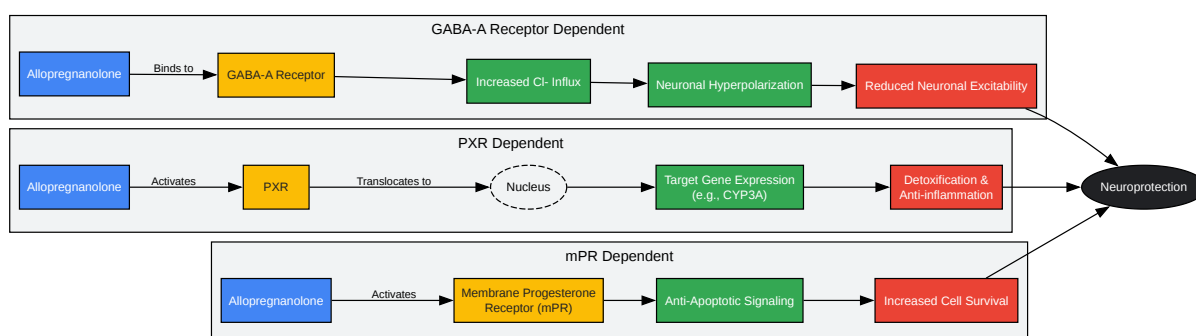 GABA-A Receptor Dependent
Allopregnanolone
Binds to
GABA-A Receptor
Increased Cl- Influx
Neuronal Hyperpolarization
Reduced Neuronal Excitability
PXR Dependent
Allopregnanolone
Activates
PXR
Translocates to
Nucleus
Target Gene Expression
(e.g., CYP3A)
Detoxification &
Anti-inflammation
Neuroprotection
mPR Dependent
Allopregnanolone
Activates
Membrane Progesterone
Receptor (mPR)
Anti-Apoptotic Signaling
Increased Cell Survival